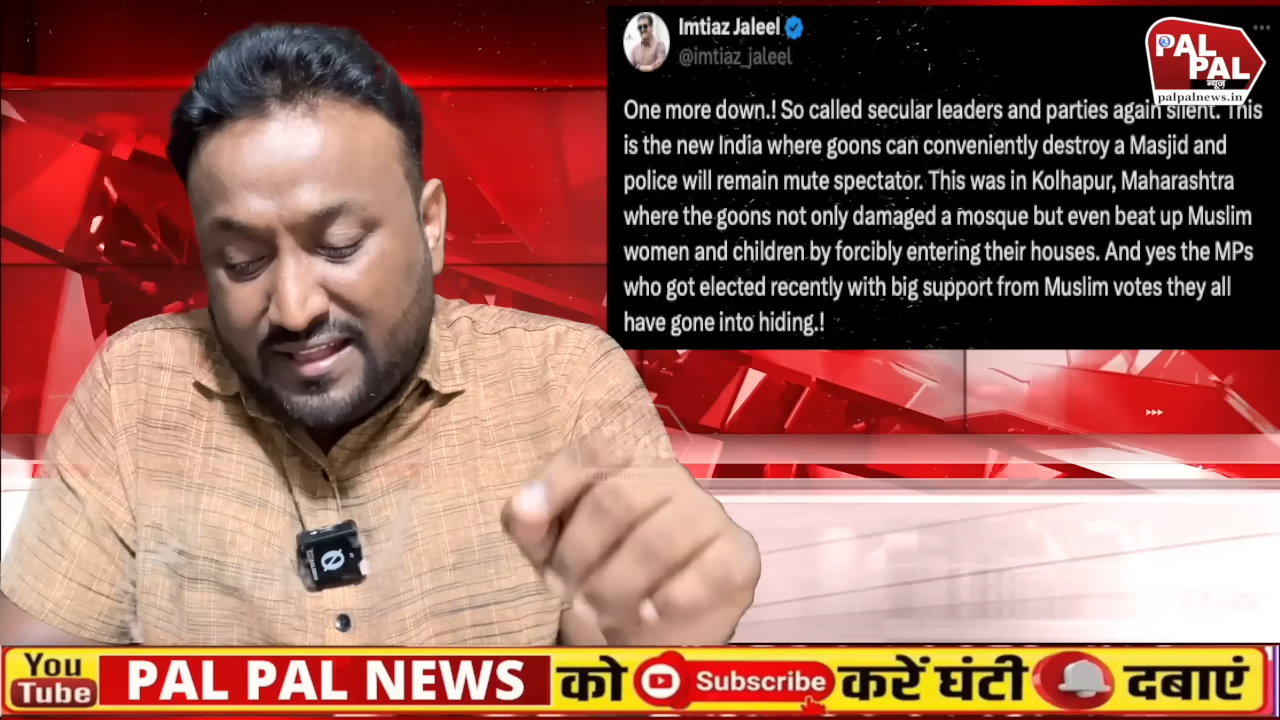 Imtiaz Jaleel
@imtiaz_jaleel
One more down.! So called secular leaders and parties again silent. This
is the new India where goons can conveniently destroy a Masjid and
police will remain mute spectator. This was in Kolhapur, Maharashtra
where the goons not only damaged a mosque but even beat up Muslim
women and children by forcibly entering their houses. And yes the MPs
who got elected recently with big support from Muslim votes they all
have gone into hiding.!
PAL
PAL
न्यूज़
palpalnews.in
You
Tube
PAL PAL NEWS को Subscribe करें घंटी दबाएं